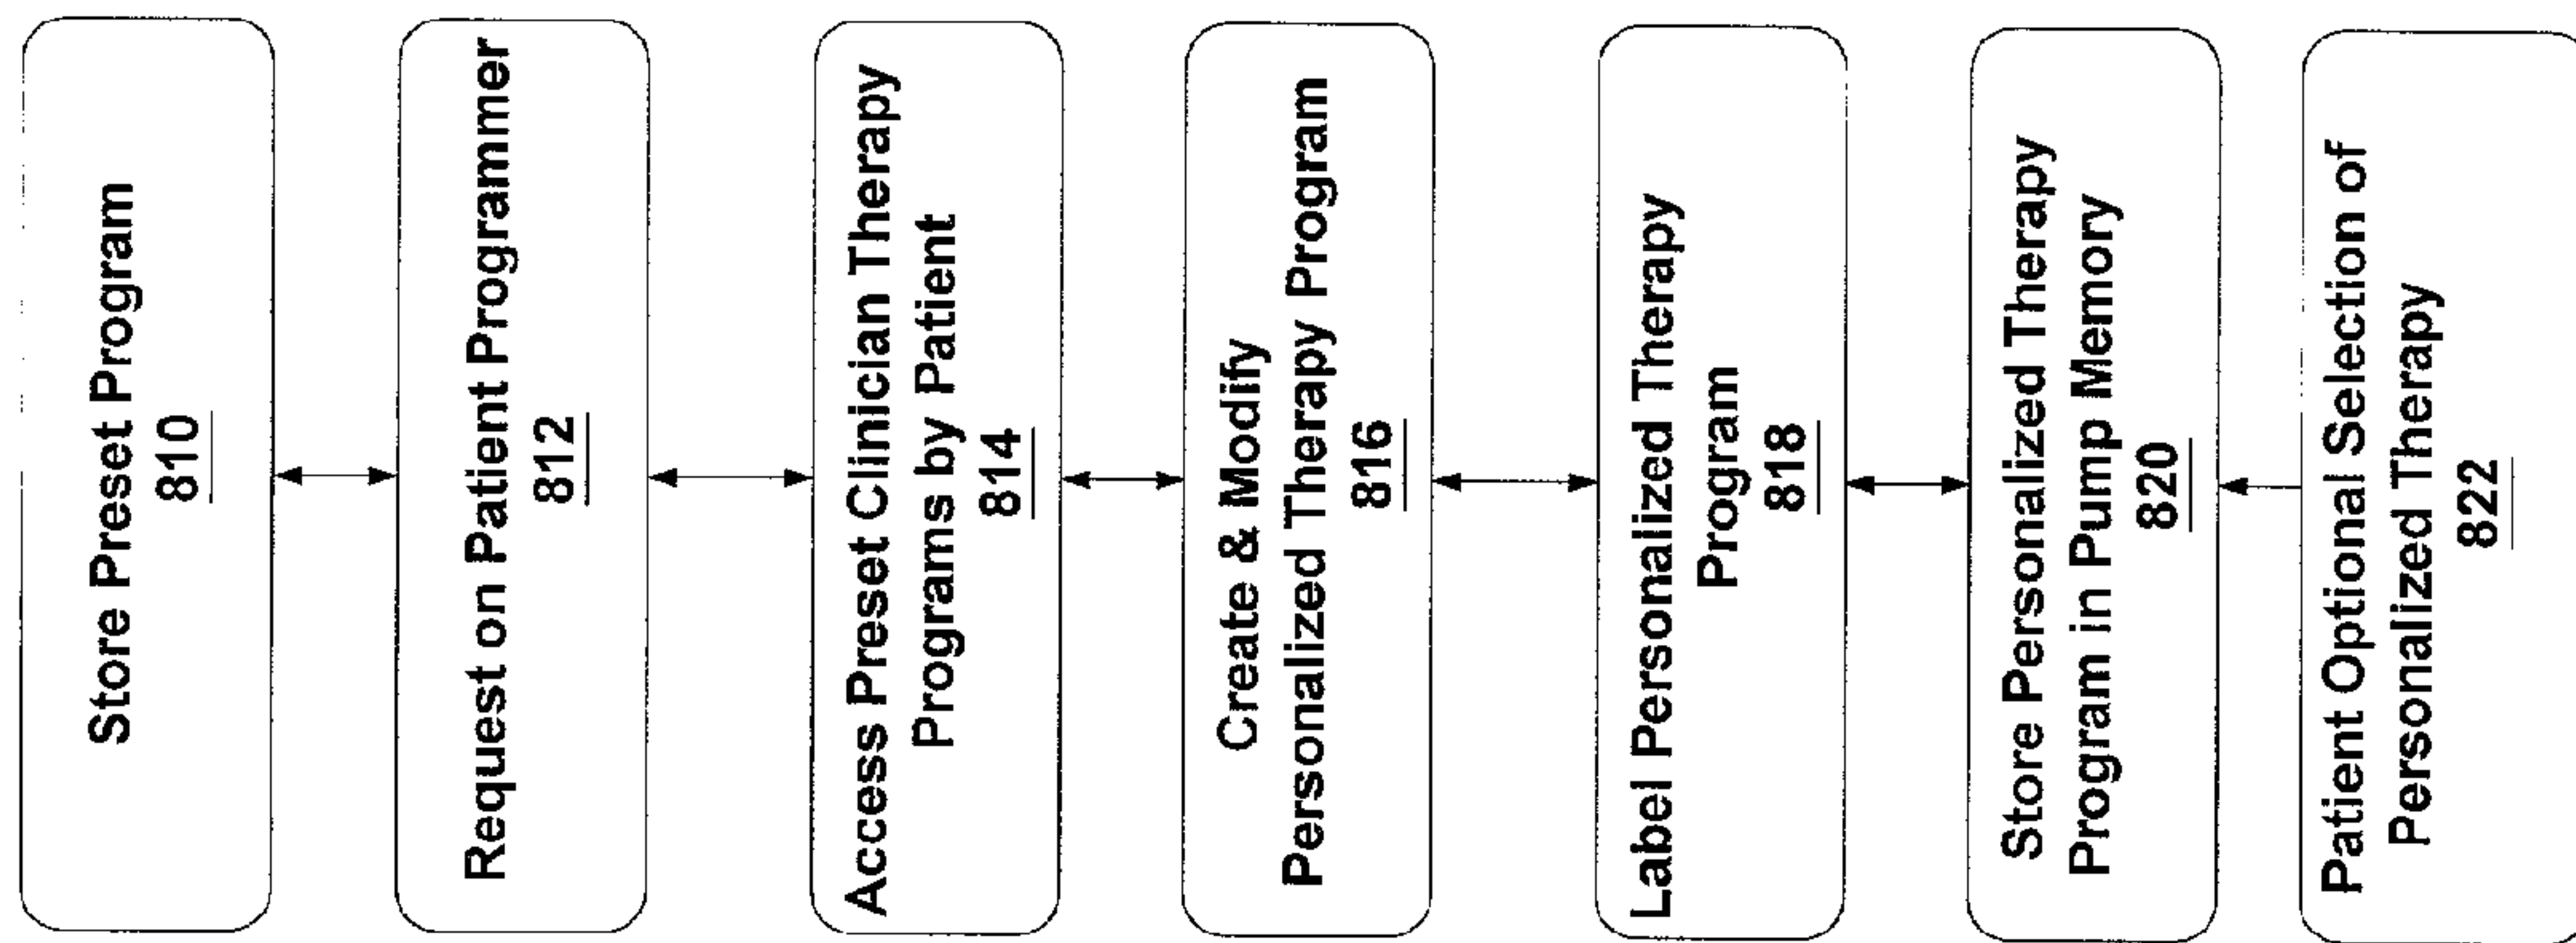 Store Preset Program
810
Request on Patient Programmer
812
Access Preset Clinician Therapy
Programs by Patient
814
Create & Modify
Personalized Therapy Program
816
Label Personalized Therapy
Program
818
Store Personalized Therapy
Program in Pump Memory
820
Patient Optional Selection of
Personalized Therapy
822